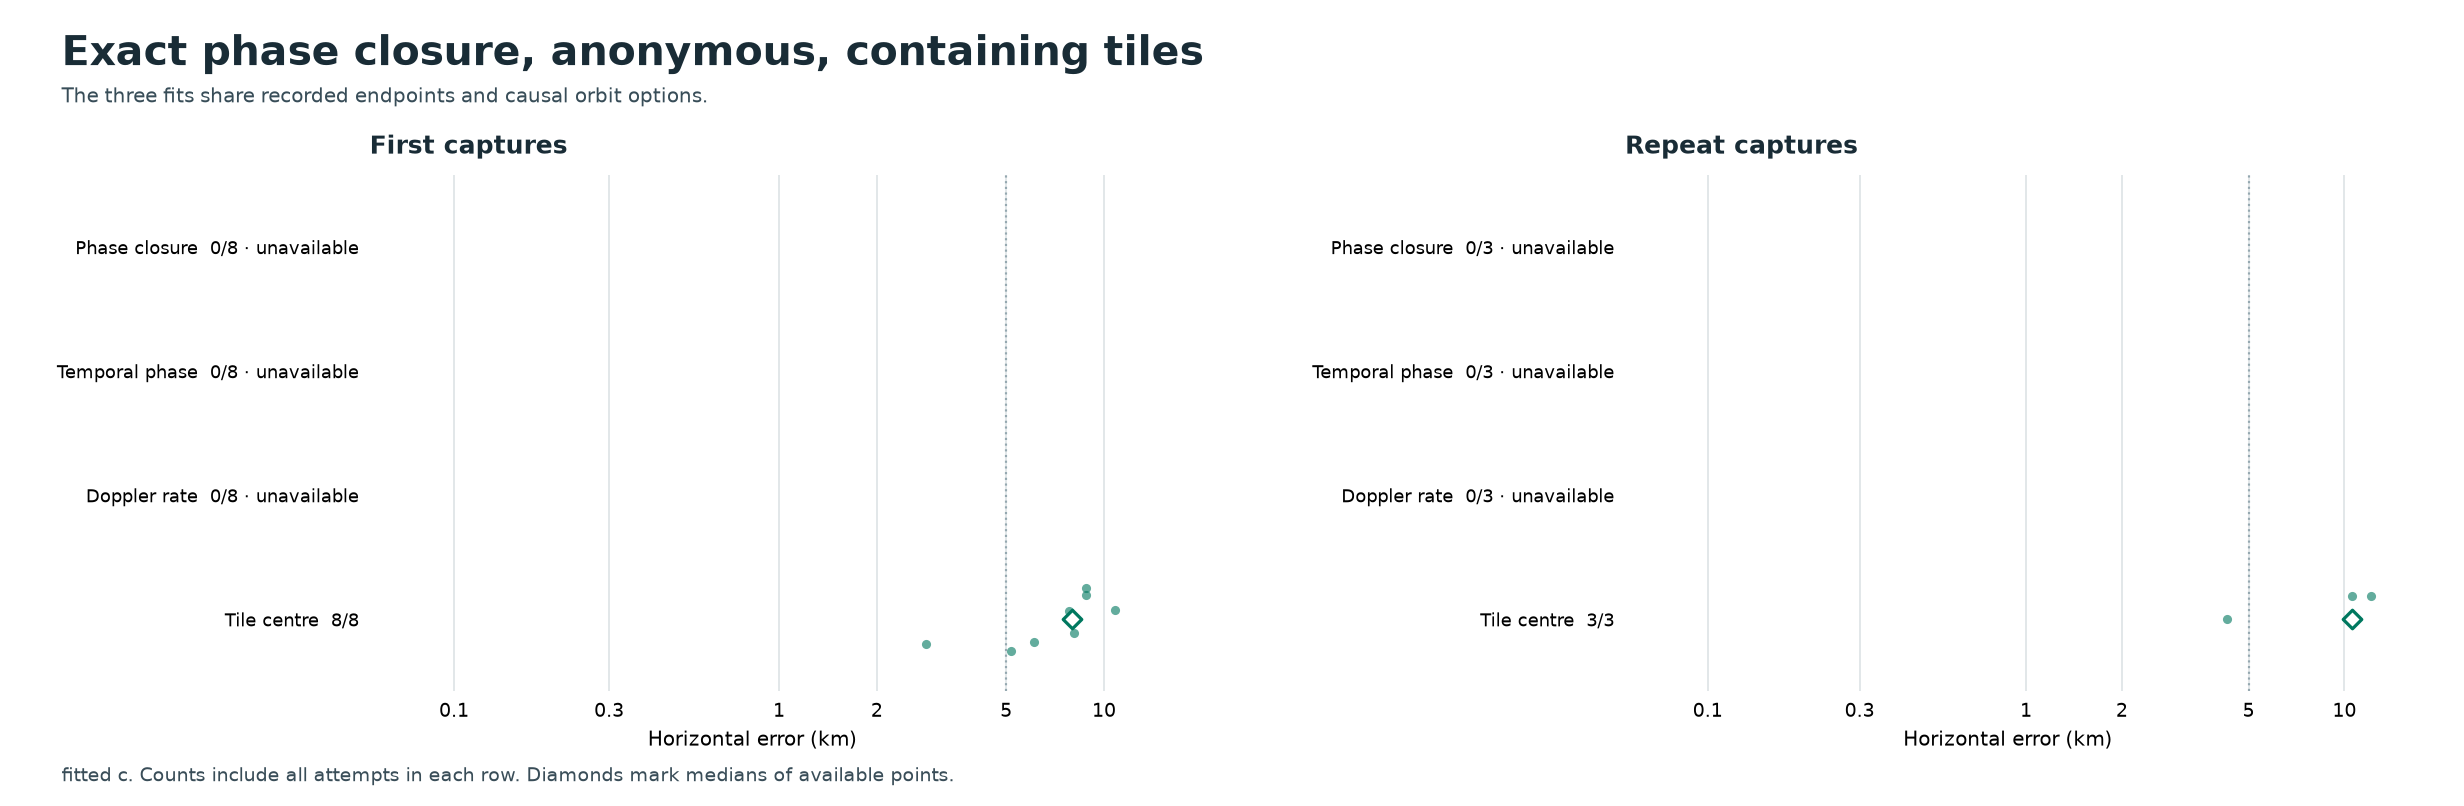 Exact phase closure, anonymous, containing tiles
The three fits share recorded endpoints and causal orbit options.
First captures
Phase closure  0/8 · unavailable
Temporal phase  0/8 · unavailable
Doppler rate  0/8 · unavailable
Tile centre  8/8
0.1 0.3 1 2 5 10
Horizontal error (km)
Repeat captures
Phase closure  0/3 · unavailable
Temporal phase  0/3 · unavailable
Doppler rate  0/3 · unavailable
Tile centre  3/3
0.1 0.3 1 2 5 10
Horizontal error (km)
fitted c. Counts include all attempts in each row. Diamonds mark medians of available points.